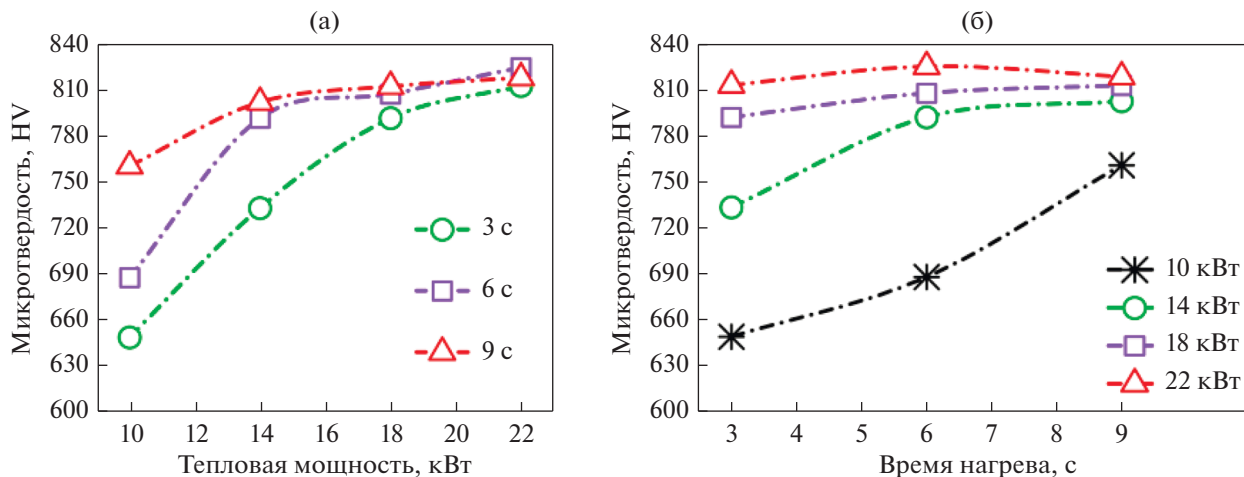 (а)
Микротвердость, HV
840
810
780
750
720
690
660
630
600
10 12 14 16 18 20 22
Тепловая мощность, кВт
3 с
6 с
9 с
(б)
Микротвердость, HV
840
810
780
750
720
690
660
630
600
3 4 5 6 7 8 9
Время нагрева, с
10 кВт
14 кВт
18 кВт
22 кВт